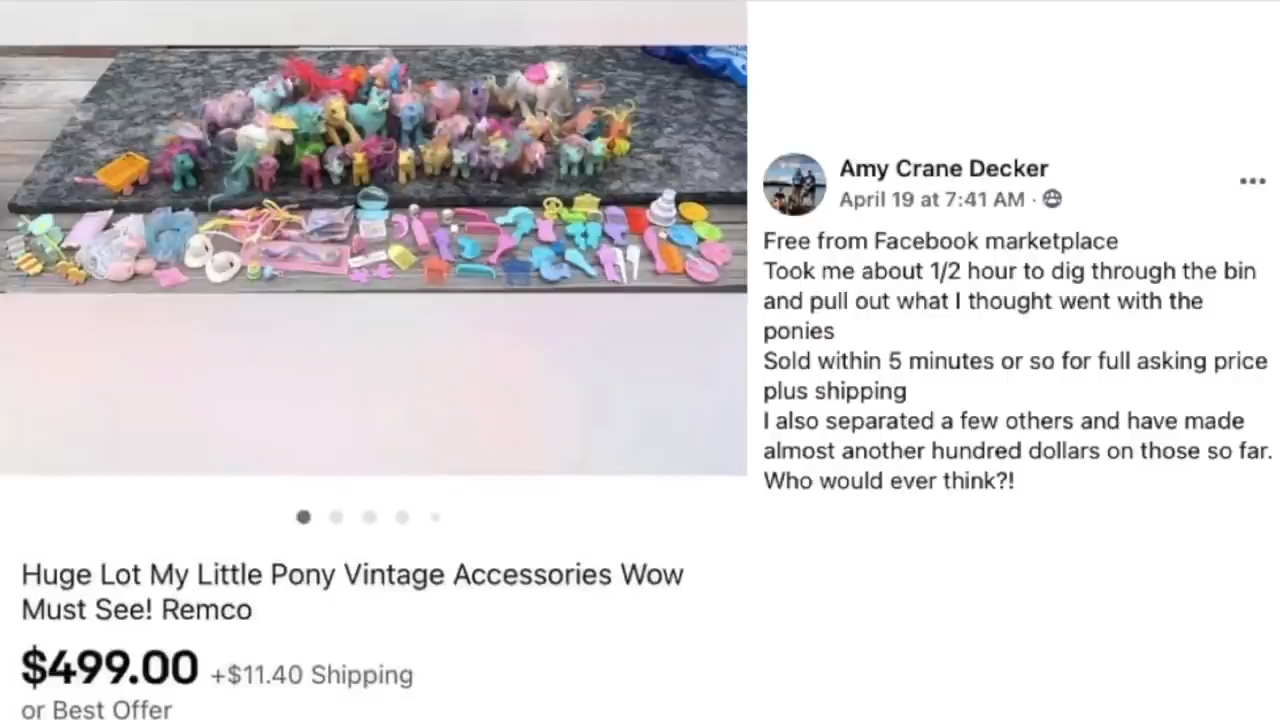 Amy Crane Decker
April 19 at 7:41 AM ·
Free from Facebook marketplace
Took me about 1/2 hour to dig through the bin
and pull out what I thought went with the
ponies
Sold within 5 minutes or so for full asking price
plus shipping
I also separated a few others and have made
almost another hundred dollars on those so far.
Who would ever think?!
Huge Lot My Little Pony Vintage Accessories Wow
Must See! Remco
$499.00 +$11.40 Shipping
or Best Offer